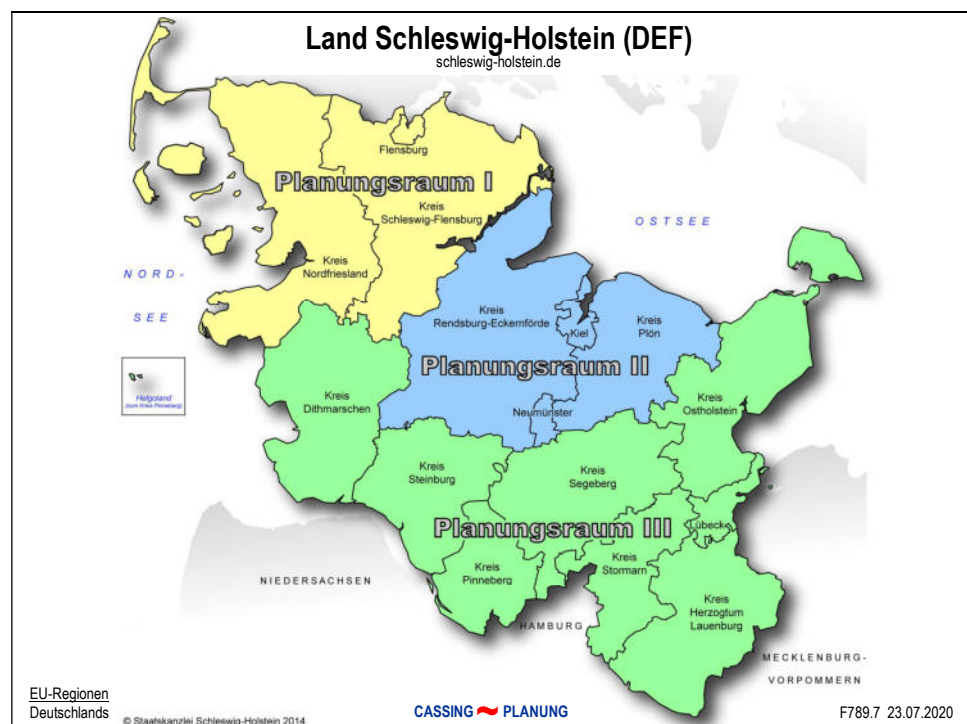 Land Schleswig-Holstein (DEF)
schleswig-holstein.de
Flensburg
Planungsraum I
Kreis
Schleswig-Flensburg
OSTSEE
Kreis
Nordfriesland
NORD-
SEE
Kreis
Rendsburg-Eckernförde
Kiel
Kreis
Plön
Planungsraum II
Helgoland
(zum Kreis Pinneberg)
Kreis
Dithmarschen
Neumünster
Kreis
Ostholstein
Kreis
Steinburg
Kreis
Segeberg
Planungsraum III
Lübeck
Kreis
Stormarn
Kreis
Pinneberg
NIEDERSACHSEN
Kreis
Herzogtum
Lauenburg
HAMBURG
MECKLENBURG-
VORPOMMERN
EU-Regionen
Deutschlands
© Staatskanzlei Schleswig-Holstein 2014
CASSING PLANUNG
F789.7 23.07.2020